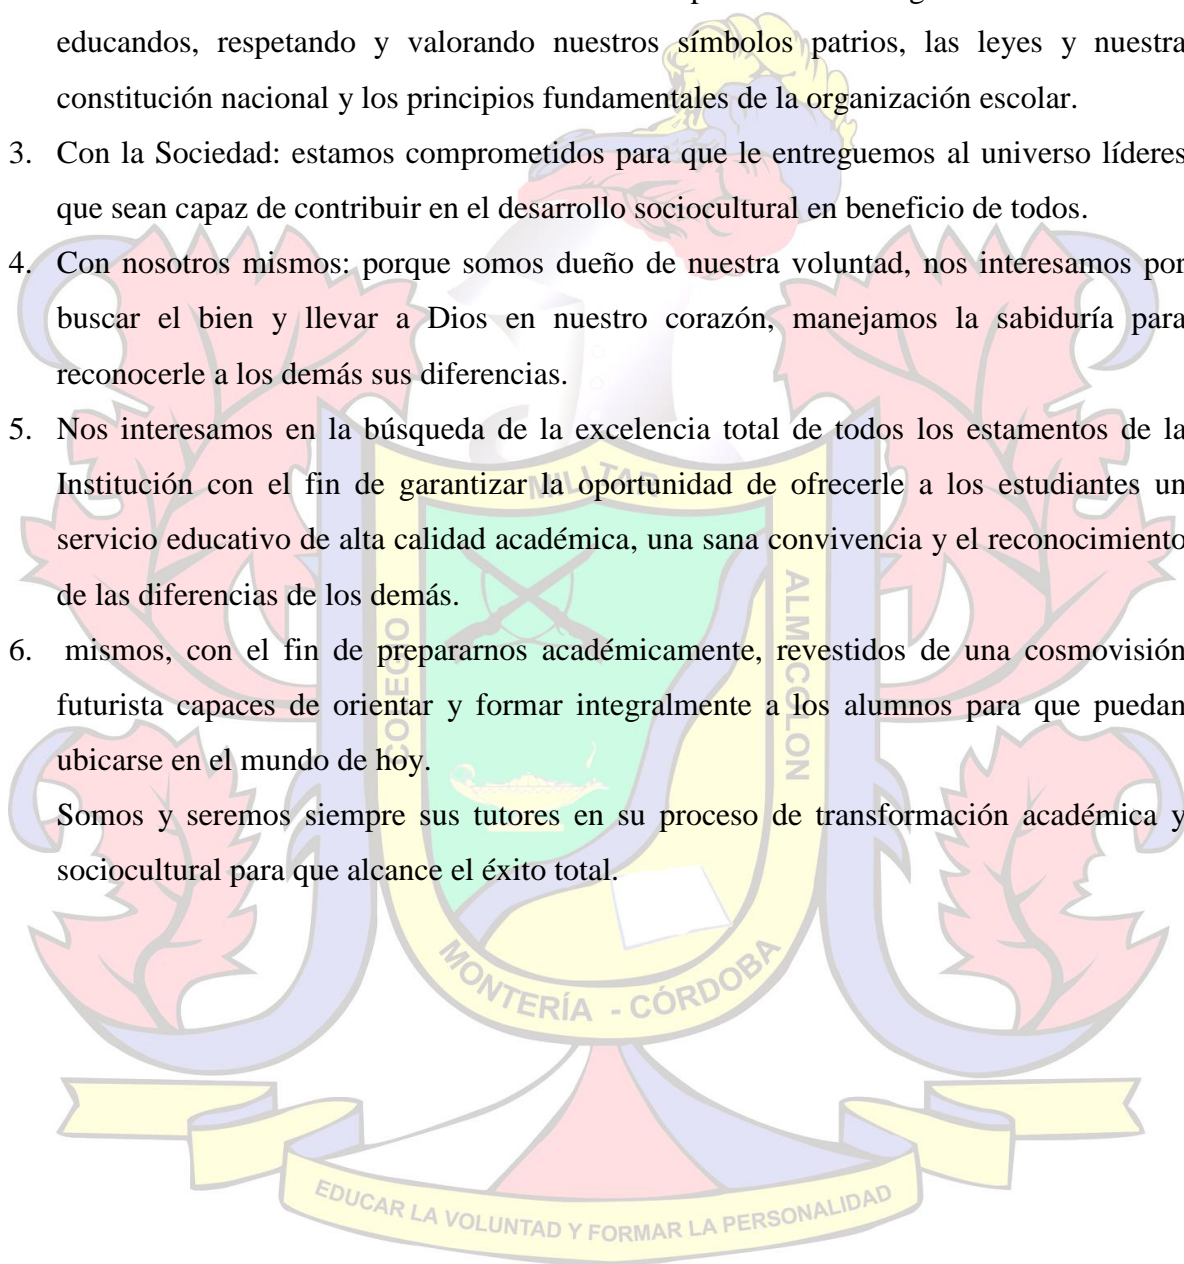 educandos, respetando y valorando nuestros símbolos patrios, las leyes y nuestra
constitución nacional y los principios fundamentales de la organización escolar.
3. Con la Sociedad: estamos comprometidos para que le entreguemos al universo líderes
que sean capaz de contribuir en el desarrollo sociocultural en beneficio de todos.
4. Con nosotros mismos: porque somos dueño de nuestra voluntad, nos interesamos por
buscar el bien y llevar a Dios en nuestro corazón, manejamos la sabiduría para
reconocerle a los demás sus diferencias.
5. Nos interesamos en la búsqueda de la excelencia total de todos los estamentos de la
Institución con el fin de garantizar la oportunidad de ofrecerle a los estudiantes un
servicio educativo de alta calidad académica, una sana convivencia y el reconocimiento
de las diferencias de los demás.
6. mismos, con el fin de prepararnos académicamente, revestidos de una cosmovisión
futurista capaces de orientar y formar integralmente a los alumnos para que puedan
ubicarse en el mundo de hoy.
Somos y seremos siempre sus tutores en su proceso de transformación académica y
sociocultural para que alcance el éxito total.
COLEGIO
MILITAR
ALMIR COLON
MONTERÍA - CÓRDOBA
EDUCAR LA VOLUNTAD Y FORMAR LA PERSONALIDAD